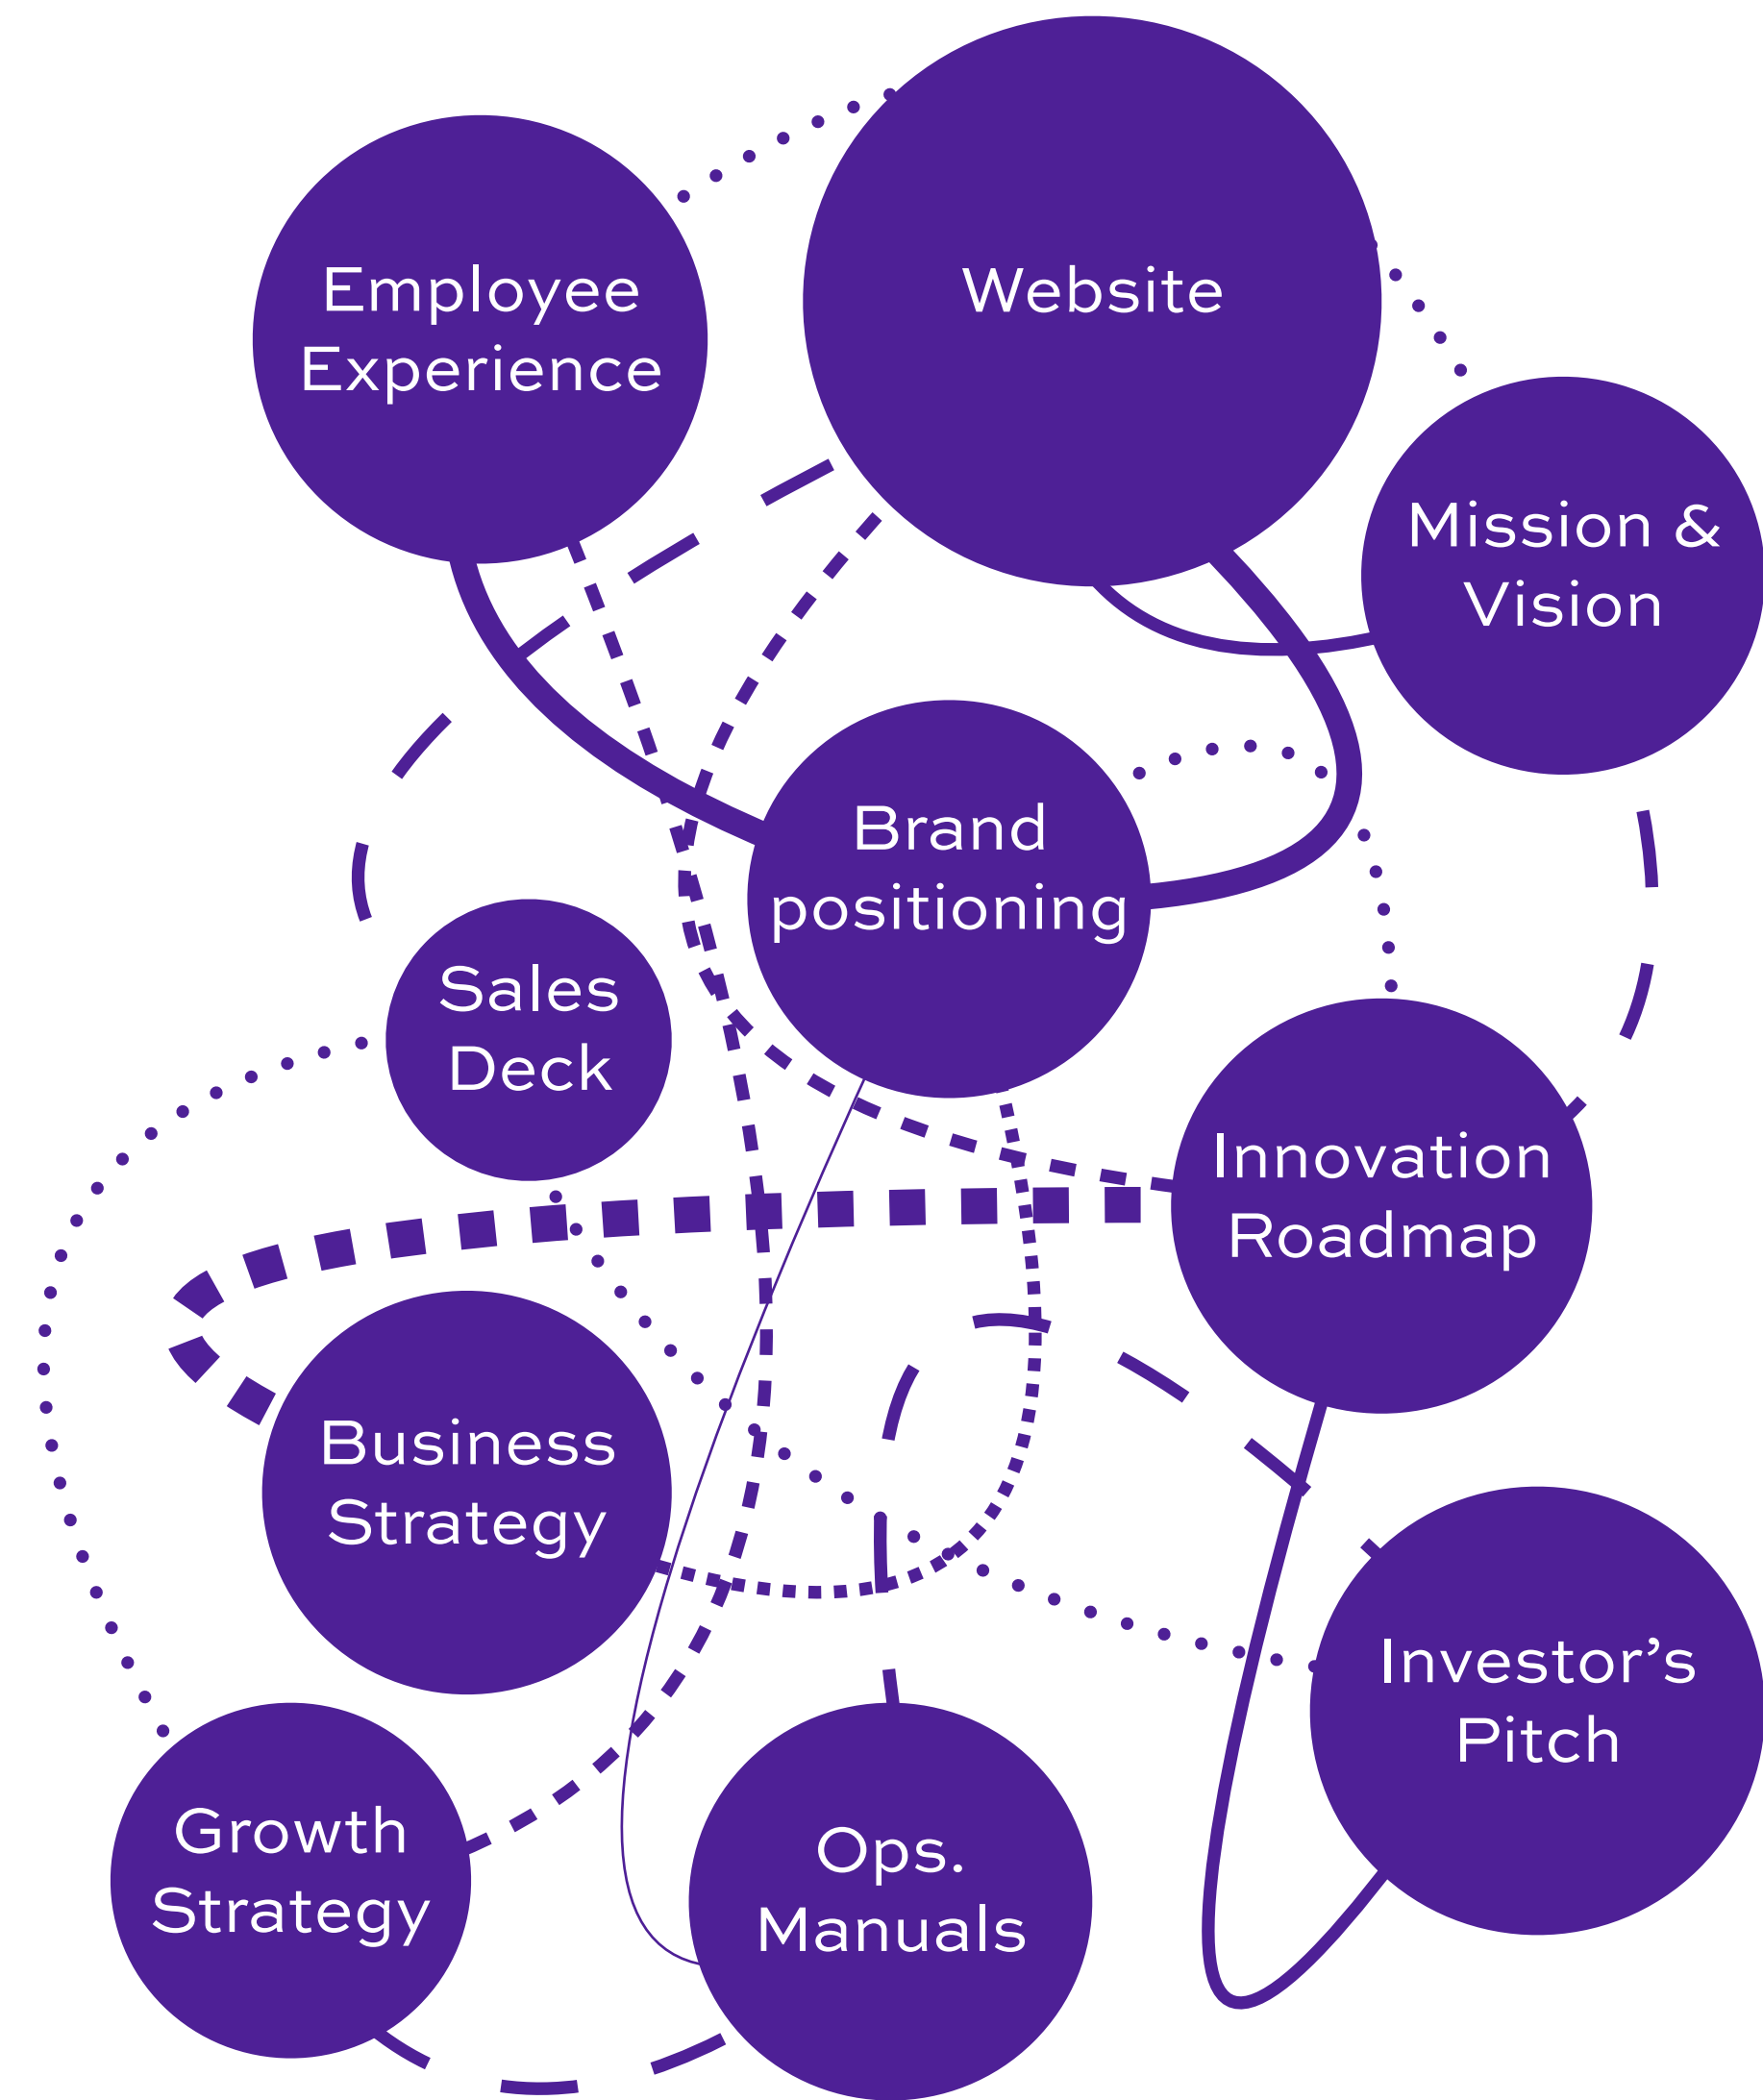 Employee
Experience
Website
Mission &
Vision
Brand
positioning
Sales
Deck
Innovation
Roadmap
Business
Strategy
Investor’s
Pitch
Growth
Strategy
Ops.
Manuals